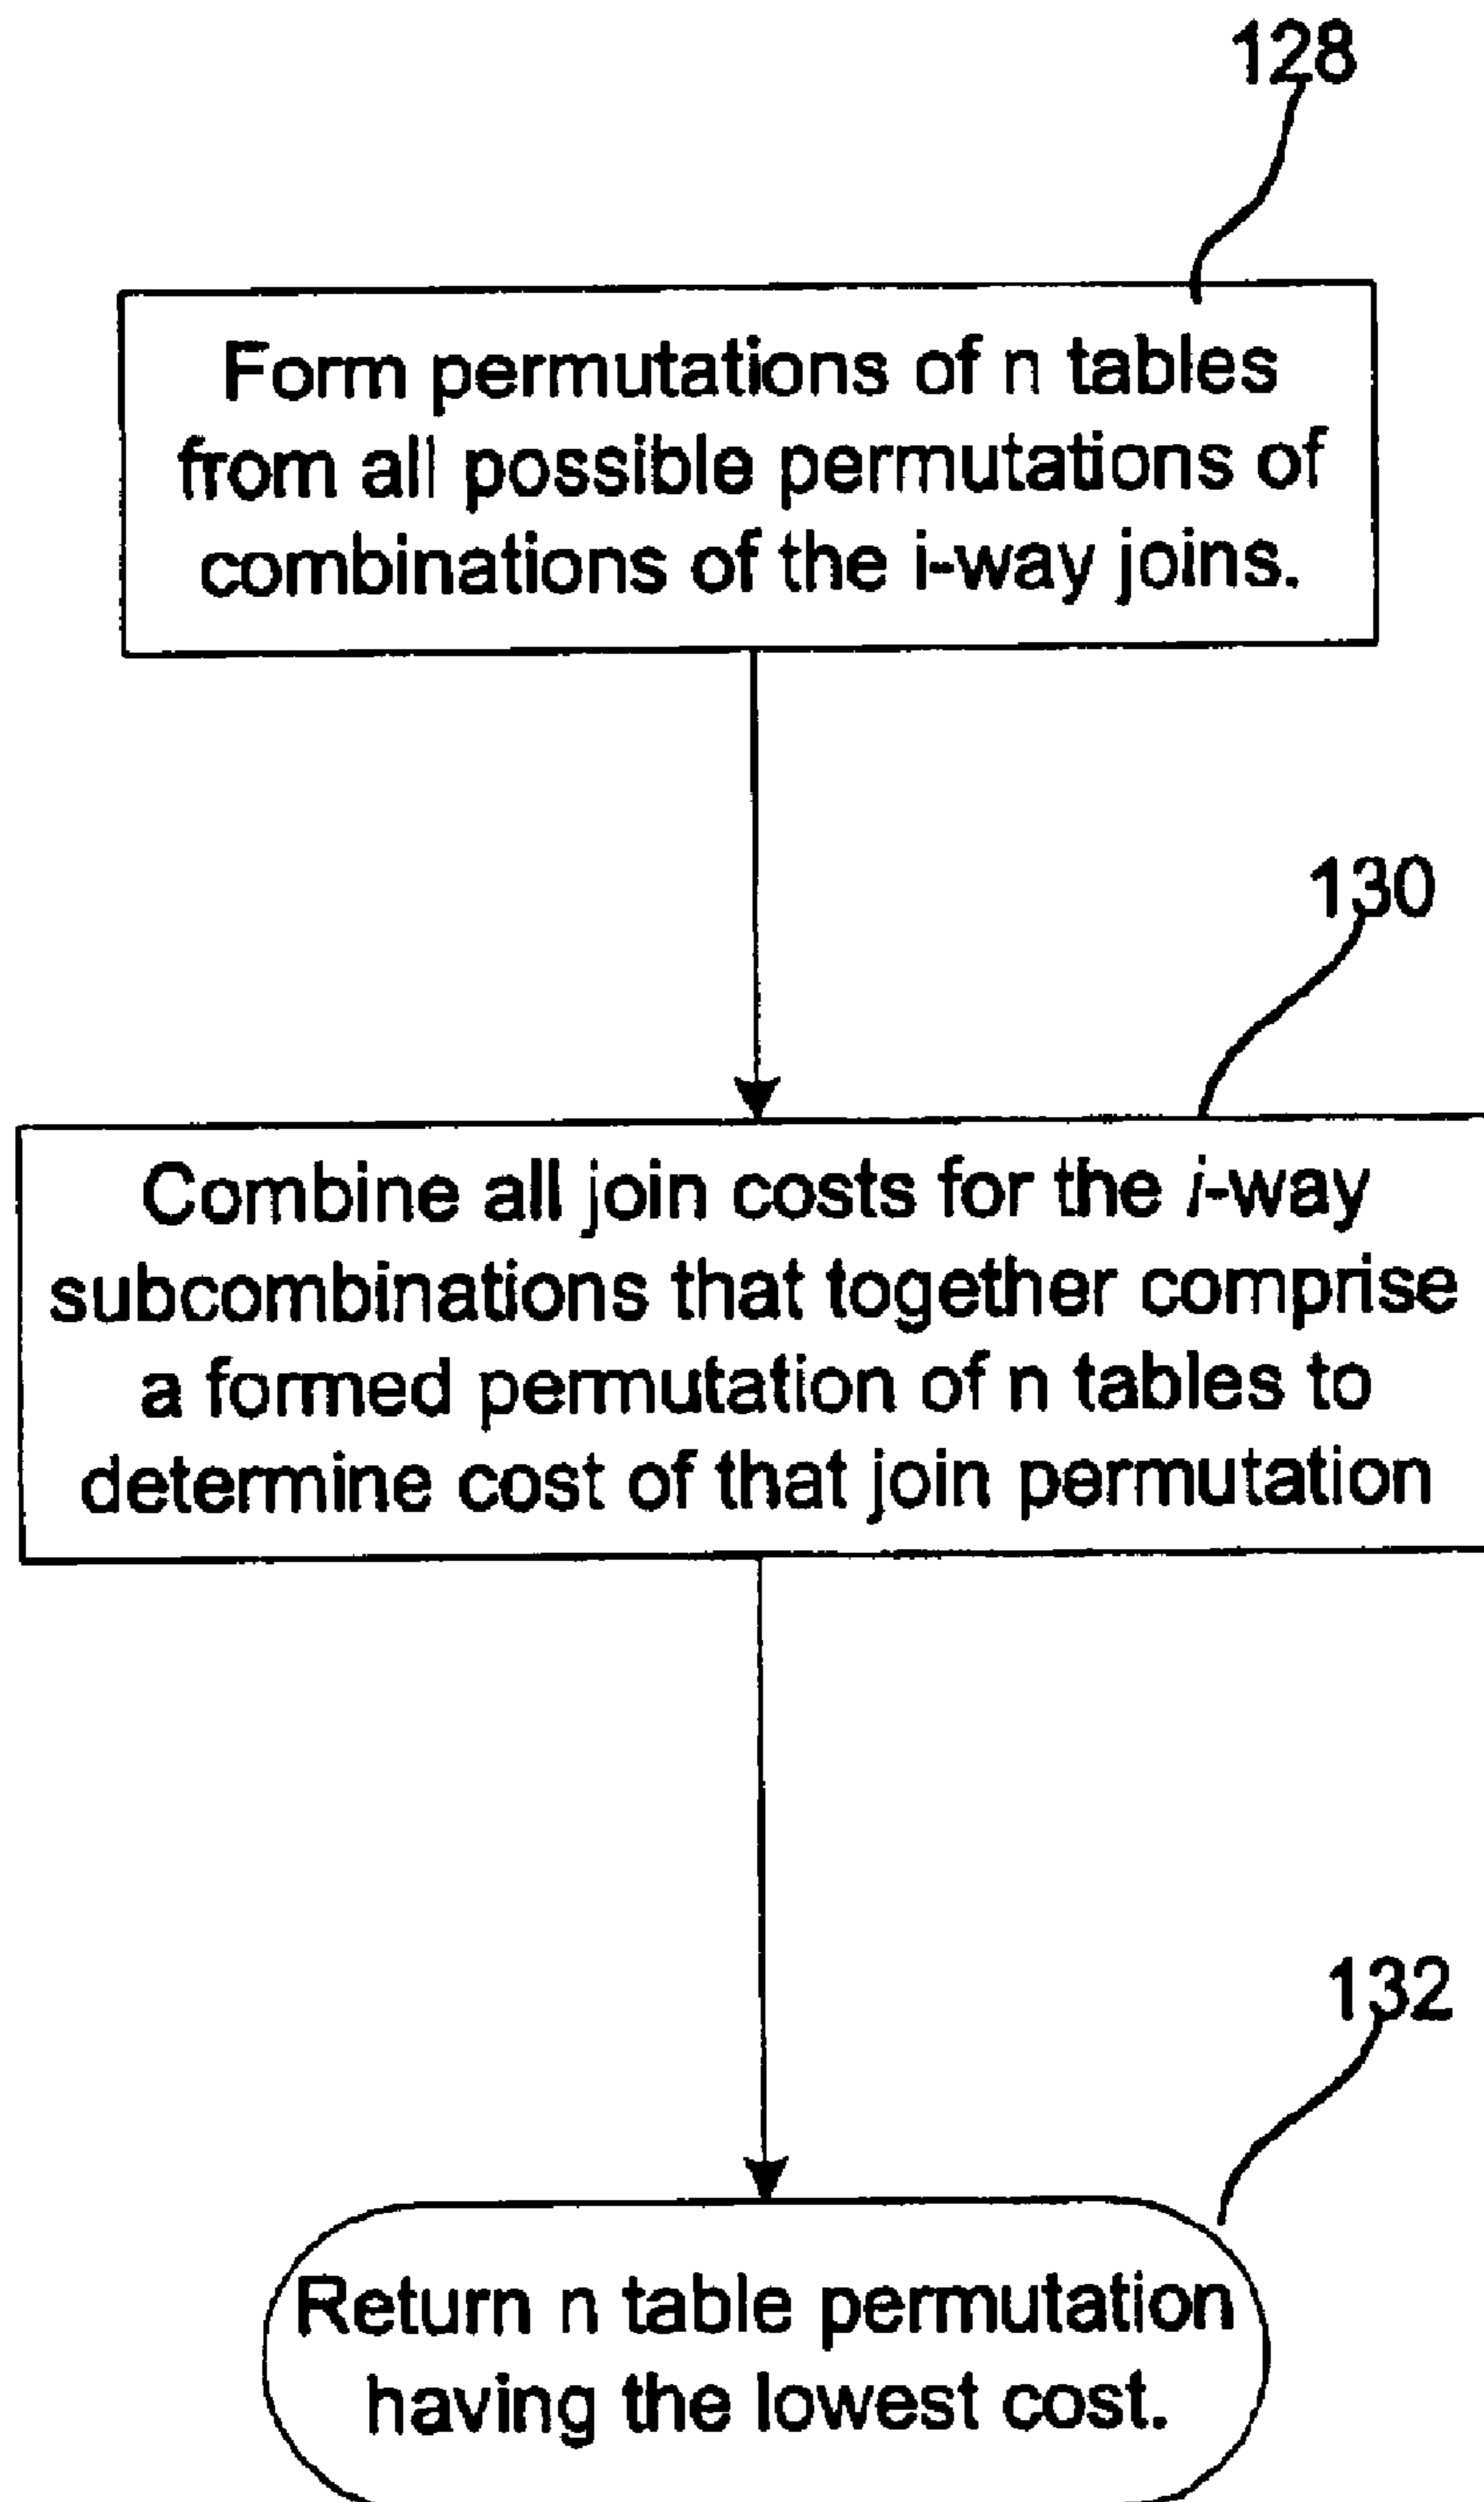 128
Form permutations of n tables
from all possible permutations of
combinations of the i-way joins.
130
Combine all join costs for the i-way
subcombinations that together comprise
a formed permutation of n tables to
determine cost of that join permutation
132
Return n table permutation
having the lowest cost.